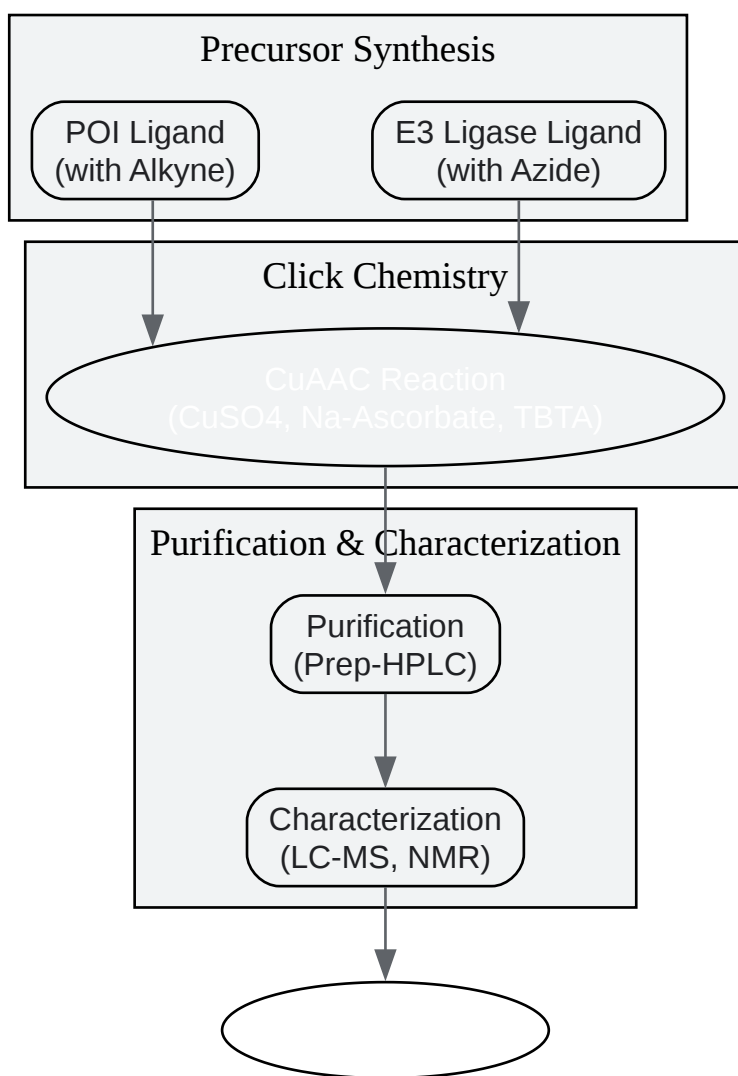 Precursor Synthesis
POI Ligand
(with Alkyne)
E3 Ligase Ligand
(with Azide)
Click Chemistry
CuAAC Reaction
(CuSO4, Na-Ascorbate, TBTA)
Purification & Characterization
Purification
(Prep-HPLC)
Characterization
(LC-MS, NMR)